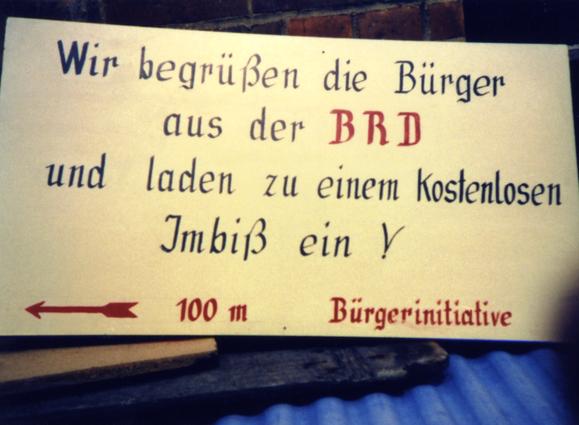 Wir begrüßen die Bürger
aus der BRD
und laden zu einem kostenlosen
Imbiß ein !
100 m Bürgerinitiative